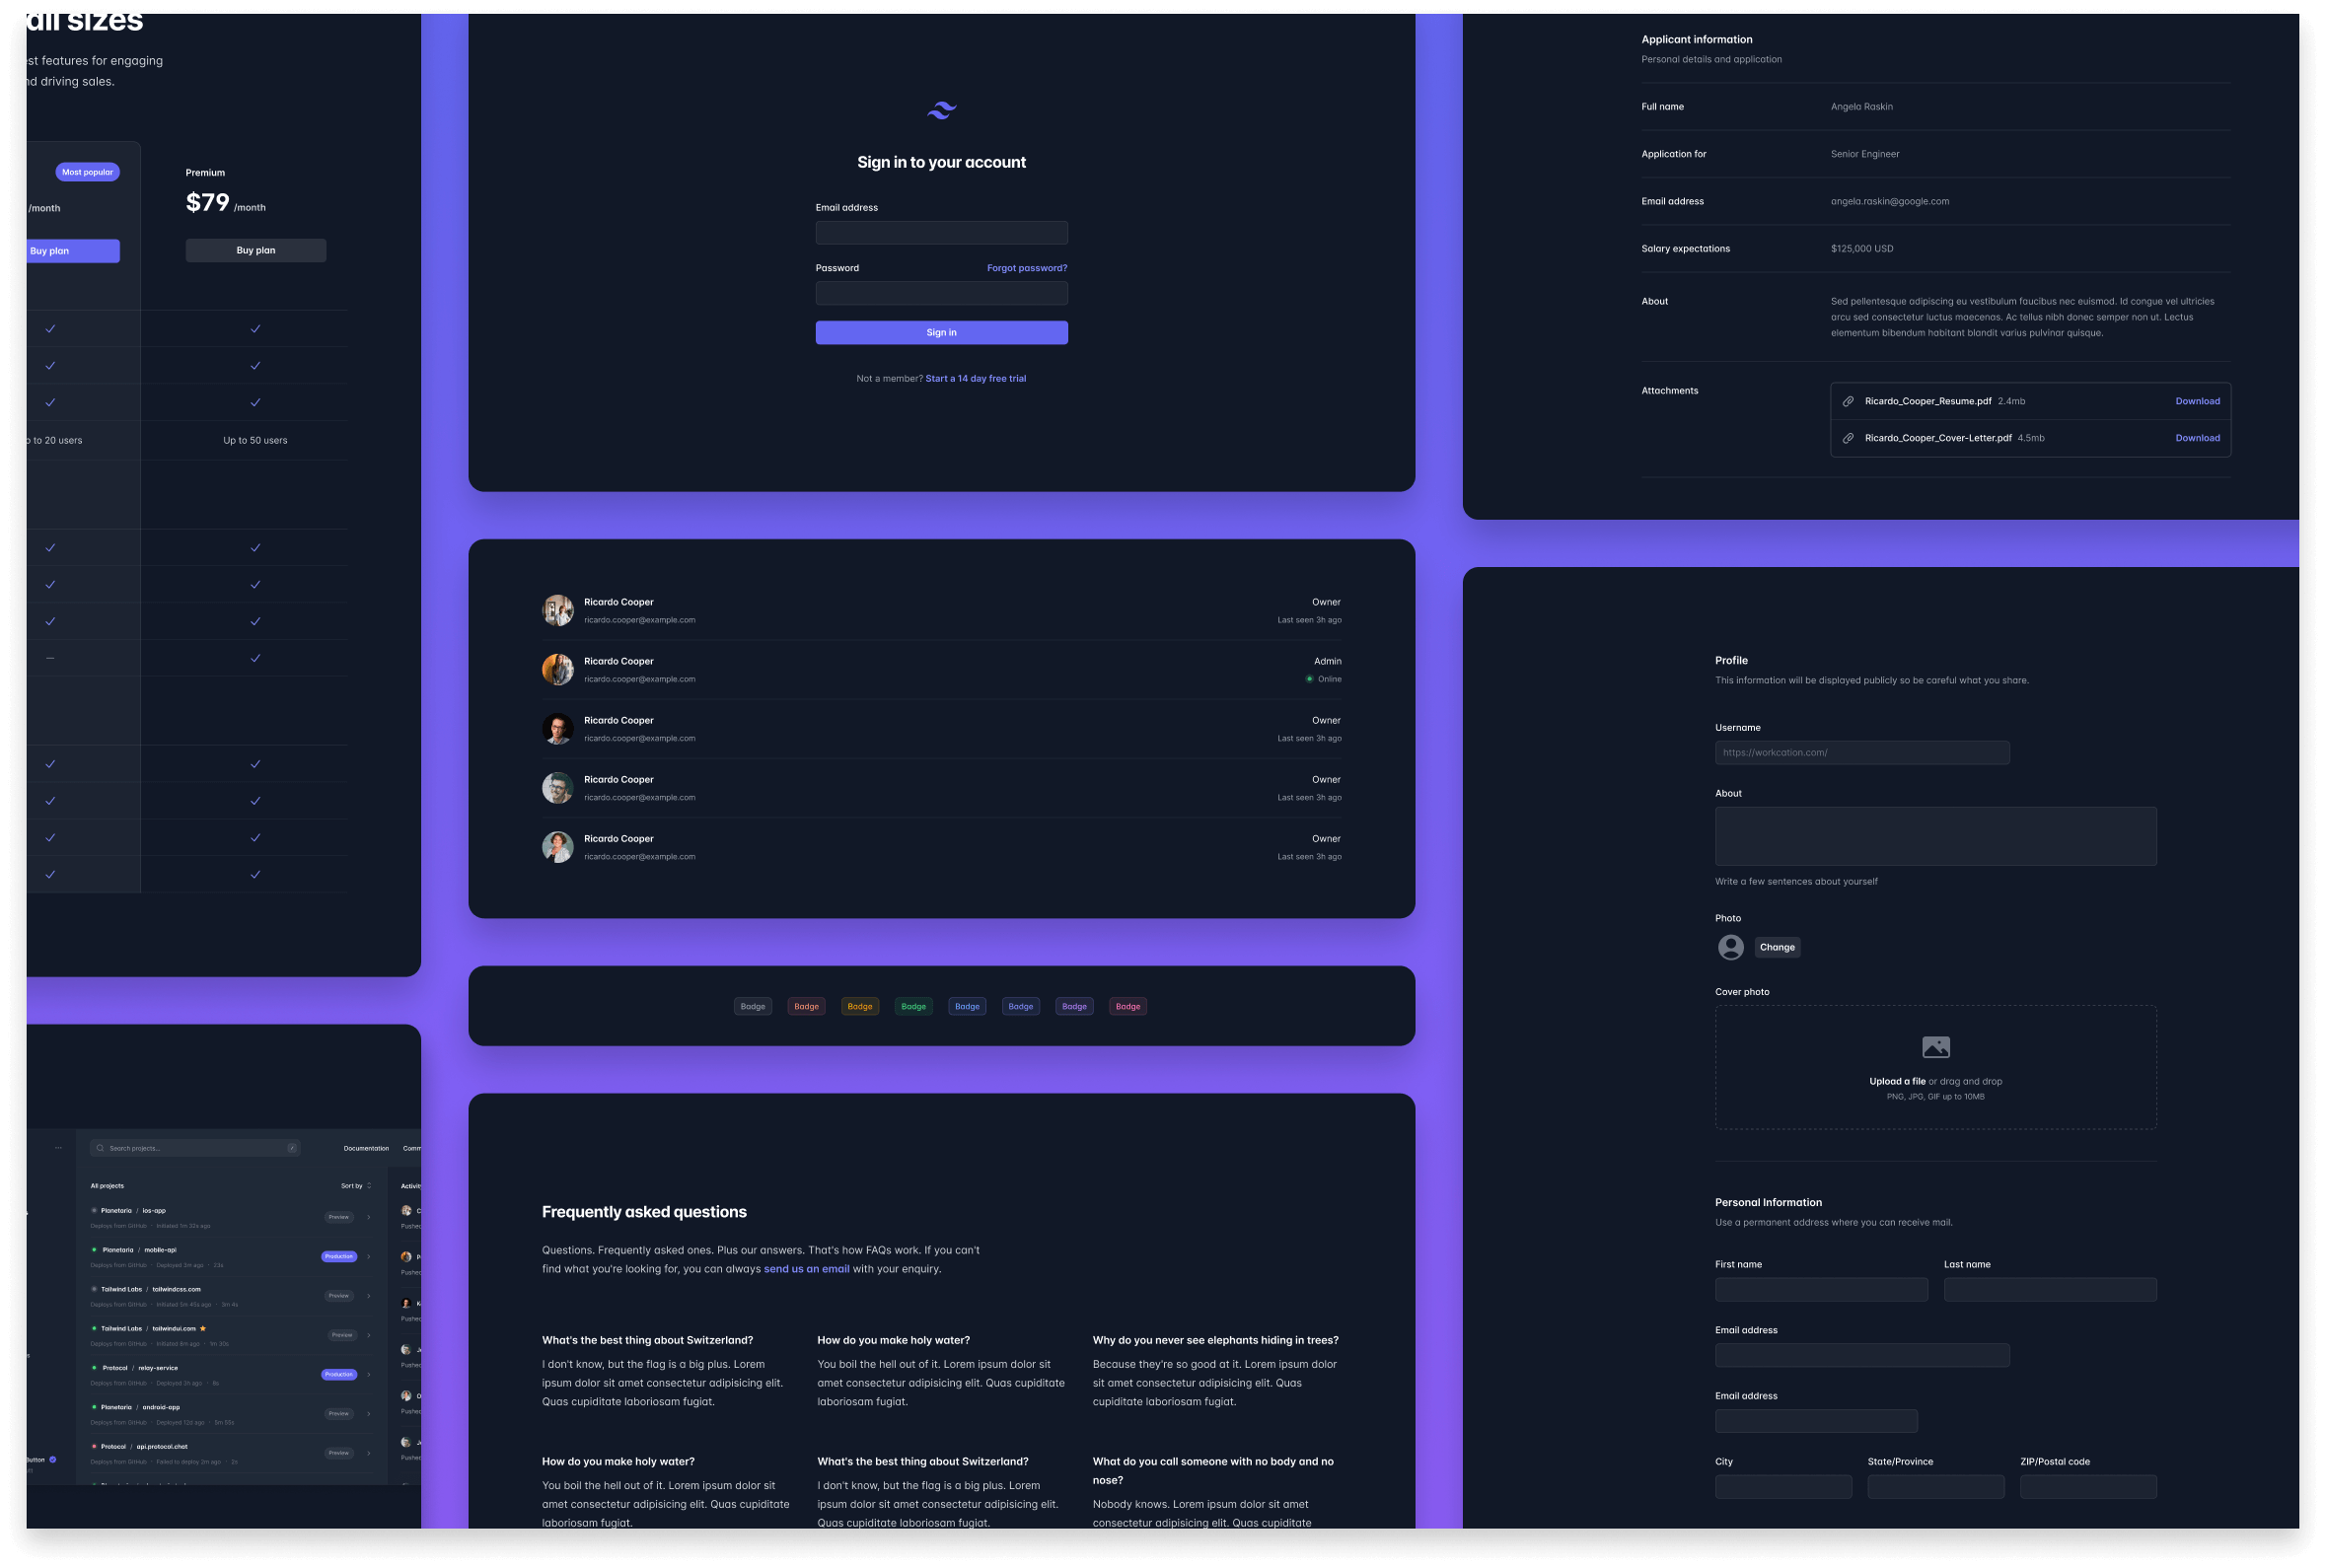 all sizes
st features for engaging
nd driving sales.
Most popular
/month
Buy plan
Premium
$79 /month
Buy plan
to 20 users
Up to 50 users
Search projects...
/
Documentation
All projects
Sort by
Planetaria / ios-app
Deploys from GitHub · Initiated 1m 32s ago
Preview
Planetaria / mobile-api
Deploys from GitHub · Deployed 3m ago · 23s
Production
Tailwind Labs / tailwindcss.com
Deploys from GitHub · Initiated 5m 45s ago · 3m 4s
Preview
Tailwind Labs / tailwindui.com
Deploys from GitHub · Initiated 8m ago · 1m 30s
Preview
Protocol / relay-service
Deploys from GitHub · Deployed 1h ago
Production
Planetaria / android-app
Deploys from GitHub · Deployed 12d ago · 5m 50s
Preview
Protocol / api.protocol.chat
Deploys from GitHub · Failed to deploy 2m ago · 2s
Preview
Activity
Pushed
Pushed
Pushed
Pushed
Pushed
Pushed
Pushed
Sign in to your account
Email address
Password
Forgot password?
Sign in
Not a member? Start a 14 day free trial
Ricardo Cooper
ricardo.cooper@example.com
Owner
Last seen 3h ago
Ricardo Cooper
ricardo.cooper@example.com
Admin
Online
Ricardo Cooper
ricardo.cooper@example.com
Owner
Last seen 3h ago
Ricardo Cooper
ricardo.cooper@example.com
Owner
Last seen 3h ago
Ricardo Cooper
ricardo.cooper@example.com
Owner
Last seen 3h ago
Badge Badge Badge Badge Badge Badge Badge Badge
Frequently asked questions
Questions. Frequently asked ones. Plus our answers. That's how FAQs work. If you can't
find what you're looking for, you can always send us an email with your enquiry.
What's the best thing about Switzerland?
I don't know, but the flag is a big plus. Lorem
ipsum dolor sit amet consectetur adipisicing elit.
Quas cupiditate laboriosam fugiat.
How do you make holy water?
You boil the hell out of it. Lorem ipsum dolor sit
amet consectetur adipisicing elit. Quas cupiditate
laboriosam fugiat.
Why do you never see elephants hiding in trees?
Because they're so good at it. Lorem ipsum dolor
sit amet consectetur adipisicing elit. Quas
cupiditate laboriosam fugiat.
How do you make holy water?
You boil the hell out of it. Lorem ipsum dolor sit
amet consectetur adipisicing elit. Quas cupiditate
laboriosam fugiat.
What's the best thing about Switzerland?
I don't know, but the flag is a big plus. Lorem
ipsum dolor sit amet consectetur adipisicing elit.
Quas cupiditate laboriosam fugiat.
What do you call someone with no body and no
nose?
Nobody knows. Lorem ipsum dolor sit amet
consectetur adipisicing elit. Quas cupiditate
Applicant information
Personal details and application
Full name
Angela Raskin
Application for
Senior Engineer
Email address
angela.raskin@google.com
Salary expectations
$125,000 USD
About
Sed pellentesque adipiscing eu vestibulum faucibus nec euismod. Id congue vel ultricies
arcu sed consectetur luctus maecenas. Ac tellus nibh donec semper non ut. Lectus
elementum bibendum habitant blandit varius pulvinar quisque.
Attachments
Ricardo_Cooper_Resume.pdf 2.4mb
Download
Ricardo_Cooper_Cover-Letter.pdf 4.5mb
Download
Profile
This information will be displayed publicly so be careful what you share.
Username
https://workcation.com/
About
Write a few sentences about yourself
Photo
Change
Cover photo
Upload a file or drag and drop
PNG, JPG, GIF up to 10MB
Personal Information
Use a permanent address where you can receive mail.
First name
Last name
Email address
Email address
City
State/Province
ZIP/Postal code